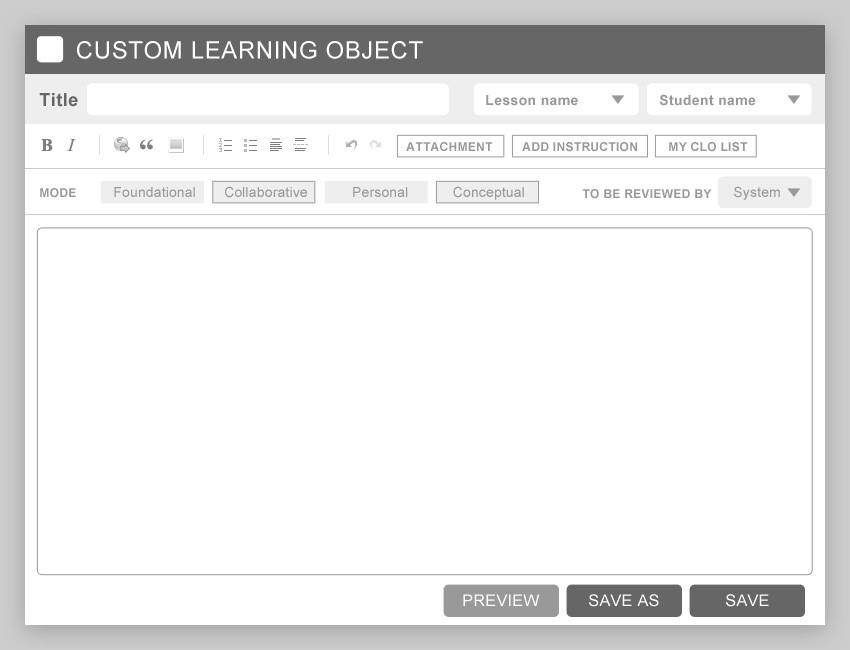 CUSTOM LEARNING OBJECT
Title Lesson name Student name
B I ATTACHMENT ADD INSTRUCTION MY CLO LIST
MODE Foundational Collaborative Personal Conceptual TO BE REVIEWED BY System
PREVIEW SAVE AS SAVE